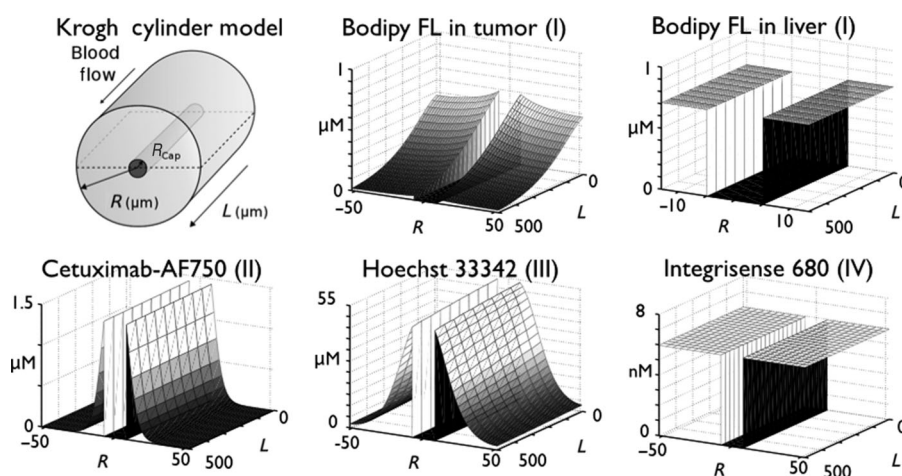 Krogh cylinder model
Blood
flow
R_Cap
R (μm)
L (μm)
Bodipy FL in tumor (I)
1
μM
0
-50
R
50
500
L
0
Bodipy FL in liver (I)
1
μM
0
-10
R
10
500
L
0
Cetuximab-AF750 (II)
1.5
μM
0
-50
R
50
500
L
0
Hoechst 33342 (III)
55
μM
0
-50
R
50
500
L
0
Integrisense 680 (IV)
8
nM
0
-50
R
50
500
L
0